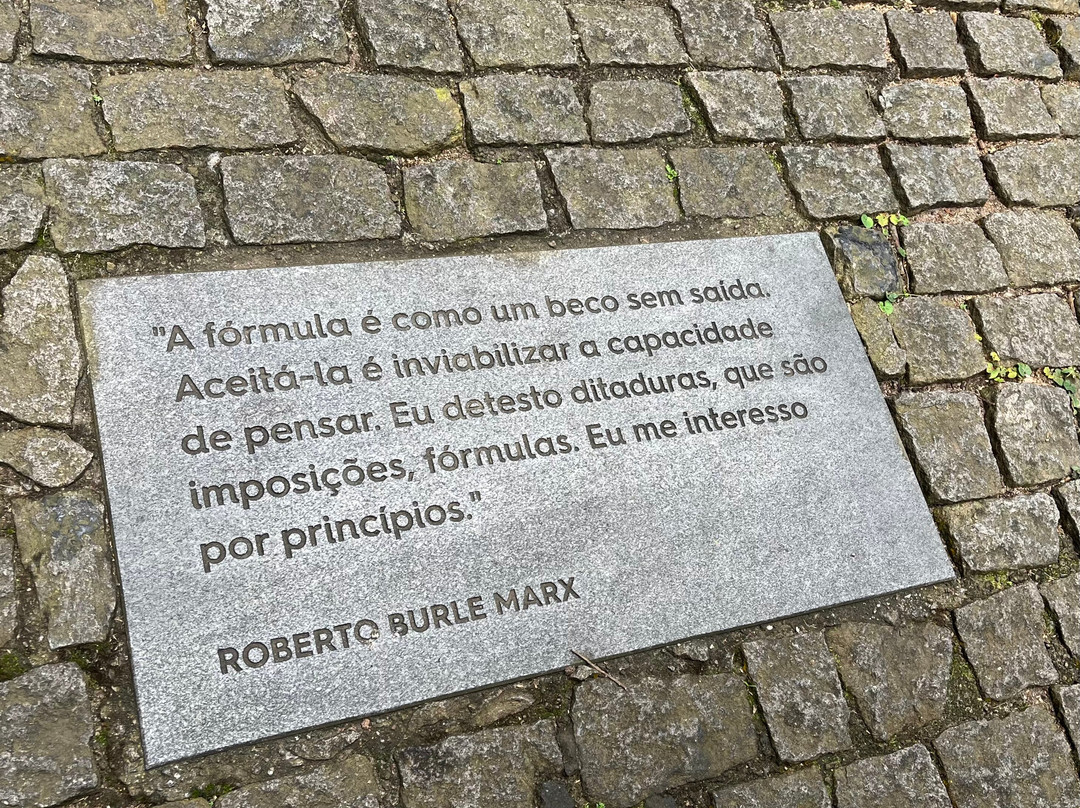 "A fórmula é como um beco sem saída.
Aceitá-la é inviabilizar a capacidade
de pensar. Eu detesto ditaduras, que são
imposições, fórmulas. Eu me interesso
por princípios."
ROBERTO BURLE MARX